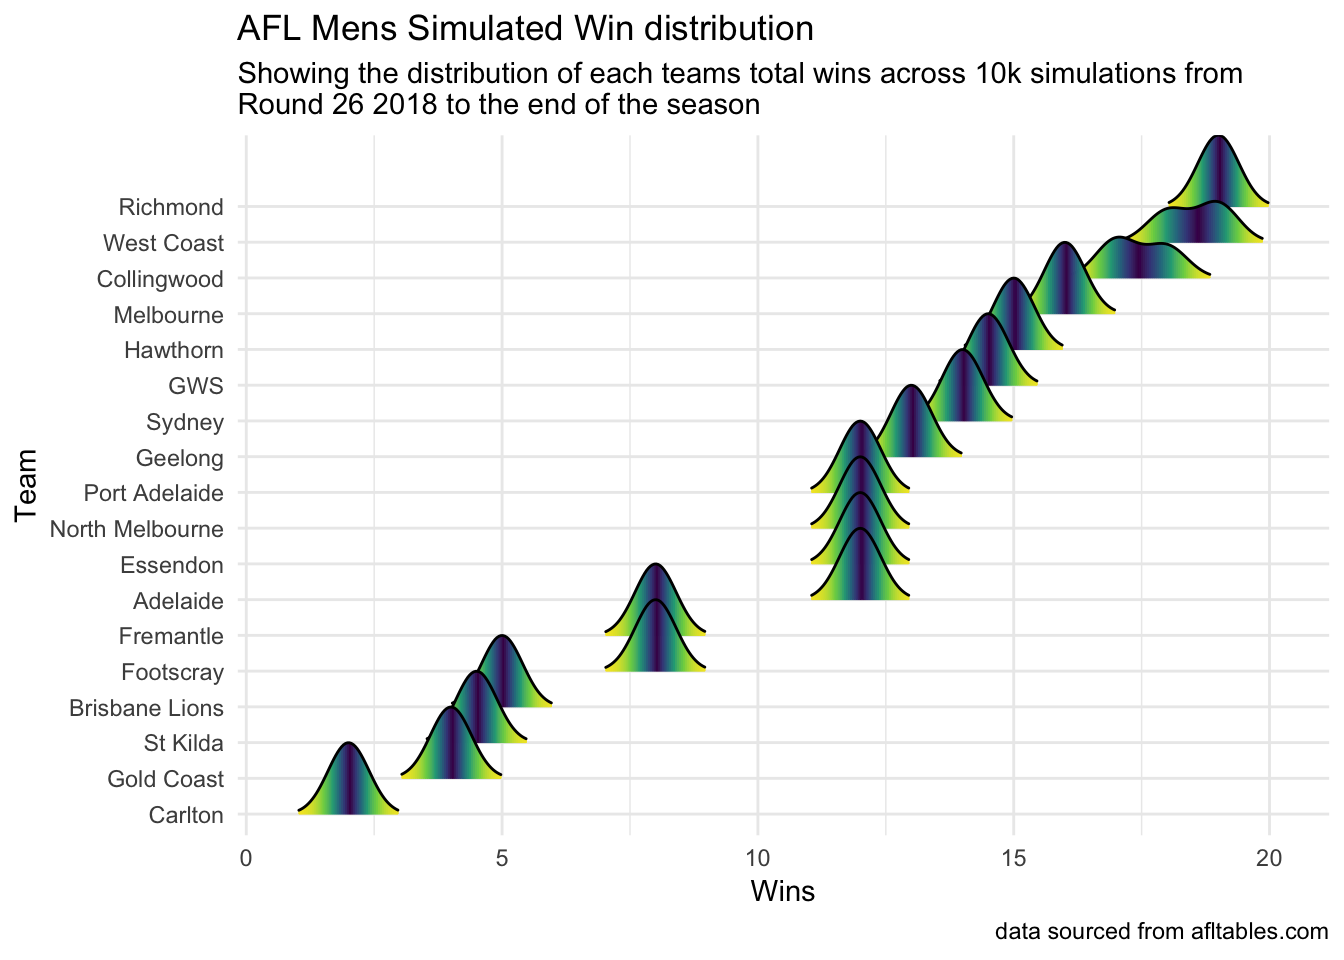 AFL Mens Simulated Win distribution
Showing the distribution of each teams total wins across 10k simulations from
Round 26 2018 to the end of the season
Team
Richmond
West Coast
Collingwood
Melbourne
Hawthorn
GWS
Sydney
Geelong
Port Adelaide
North Melbourne
Essendon
Adelaide
Fremantle
Footscray
Brisbane Lions
St Kilda
Gold Coast
Carlton
0 5 10 15 20
Wins
data sourced from afltables.com